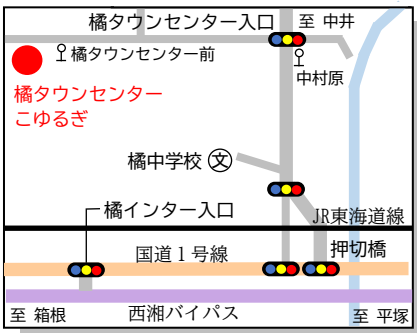 橘タウンセンター入口
至 中井
橘タウンセンター前
中村原
橘タウンセンター
こゆるぎ
橘中学校 文
橘インター入口
JR東海道線
国道１号線
押切橋
至 箱根
西湘バイパス
至 平塚